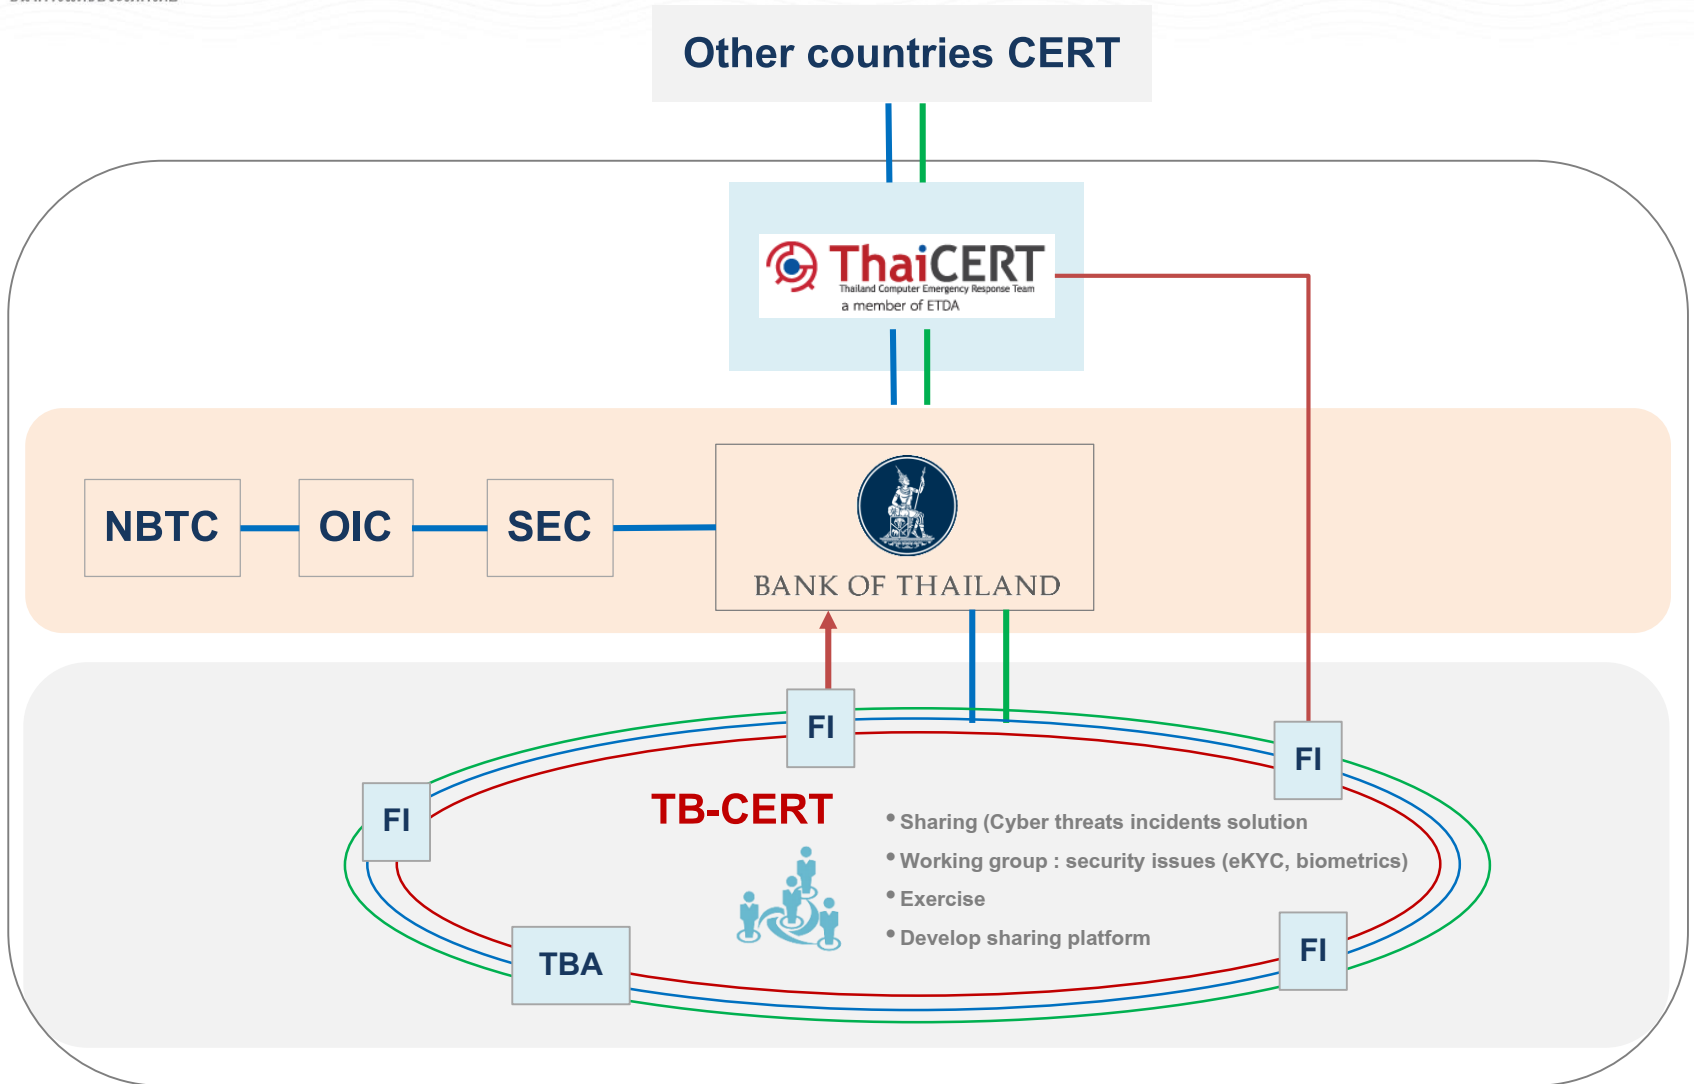 Other countries CERT
ThaiCERT
Thailand Computer Emergency Response Team
a member of ETDA
NBTC
OIC
SEC
BANK OF THAILAND
FI
FI
FI
TB-CERT
• Sharing (Cyber threats incidents solution
• Working group : security issues (eKYC, biometrics)
• Exercise
• Develop sharing platform
FI
TBA